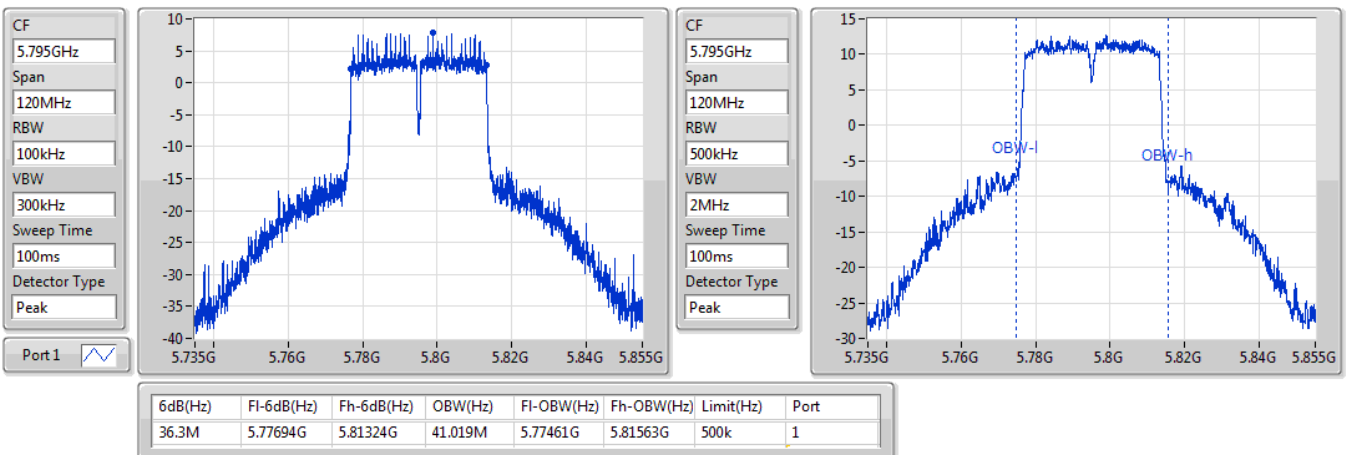 CF
5.795GHz
Span
120MHz
RBW
100kHz
VBW
300kHz
Sweep Time
100ms
Detector Type
Peak
Port 1
10
5
0
-5
-10
-15
-20
-25
-30
-35
-40
5.735G 5.76G 5.78G 5.8G 5.82G 5.84G 5.855G
CF
5.795GHz
Span
120MHz
RBW
500kHz
VBW
2MHz
Sweep Time
100ms
Detector Type
Peak
15
10
5
0
-5
-10
-15
-20
-25
-30
OBW-l
OBW-h
5.735G 5.76G 5.78G 5.8G 5.82G 5.84G 5.855G
6dB(Hz) Fl-6dB(Hz) Fh-6dB(Hz) OBW(Hz) Fl-OBW(Hz) Fh-OBW(Hz) Limit(Hz) Port
36.3M 5.77694G 5.81324G 41.019M 5.77461G 5.81563G 500k 1